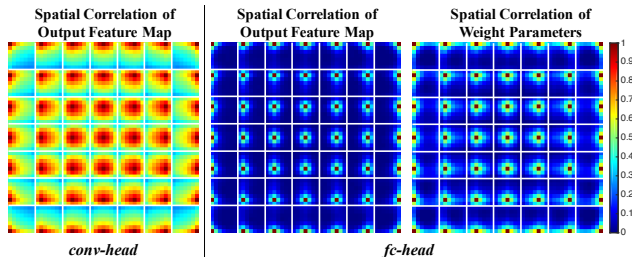 Spatial Correlation of
Output Feature Map
Spatial Correlation of
Output Feature Map
Spatial Correlation of
Weight Parameters
1
0.9
0.8
0.7
0.6
0.5
0.4
0.3
0.2
0.1
0
conv-head
fc-head